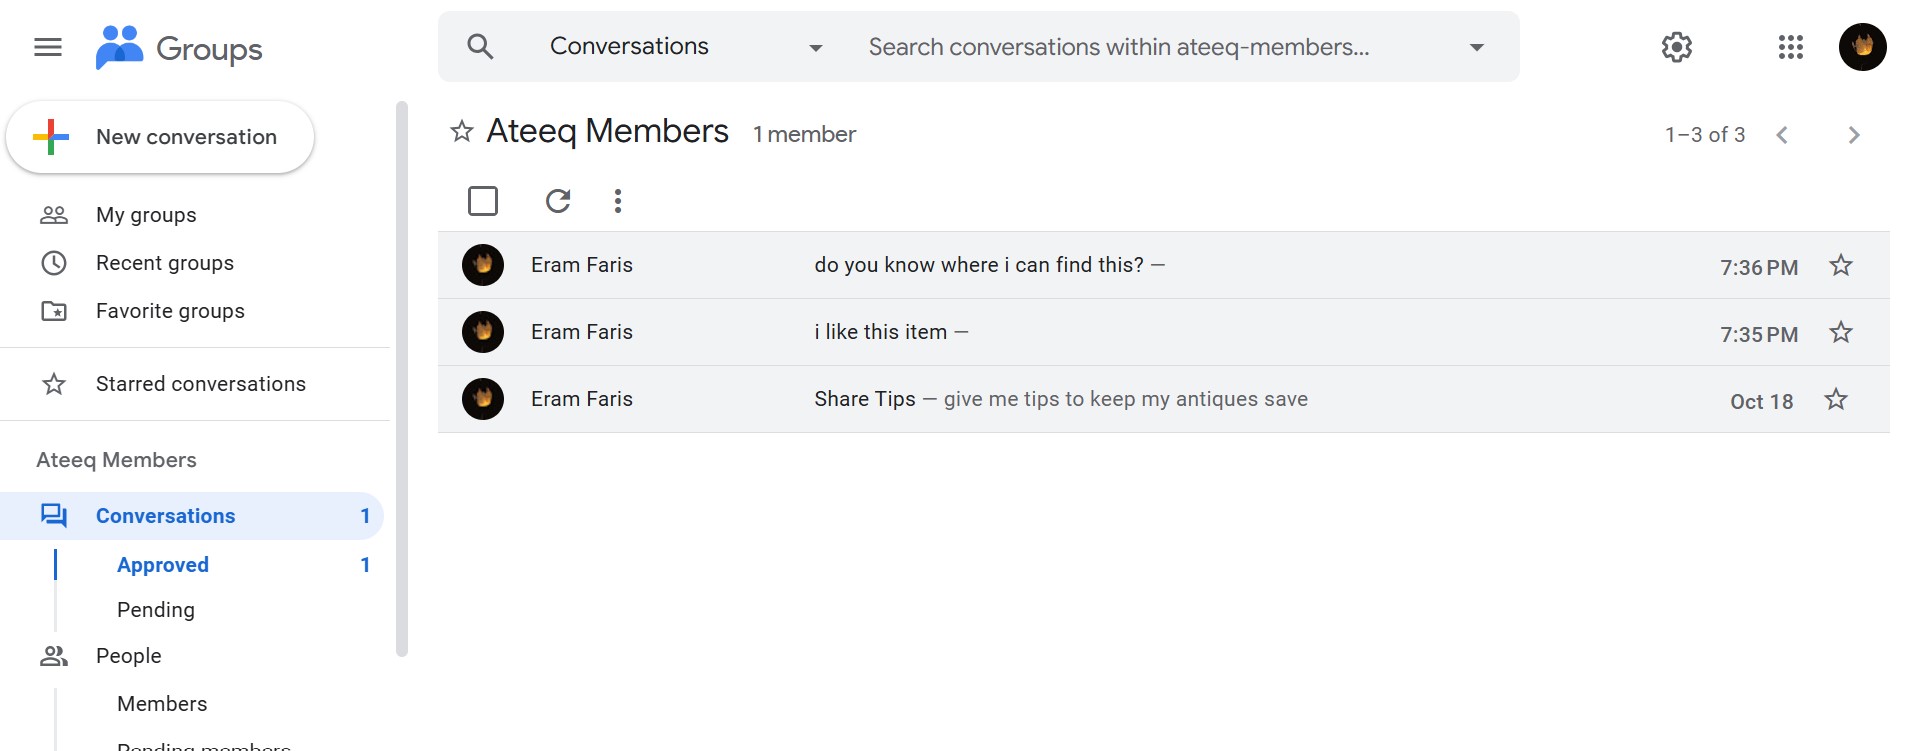 Groups
Conversations
Search conversations within ateeq-members...
New conversation
My groups
Recent groups
Favorite groups
Starred conversations
Ateeq Members
Conversations 1
Approved 1
Pending
People
Members
Pending members
Ateeq Members 1 member
1–3 of 3
Eram Faris do you know where i can find this? – 7:36 PM
Eram Faris i like this item – 7:35 PM
Eram Faris Share Tips – give me tips to keep my antiques save Oct 18